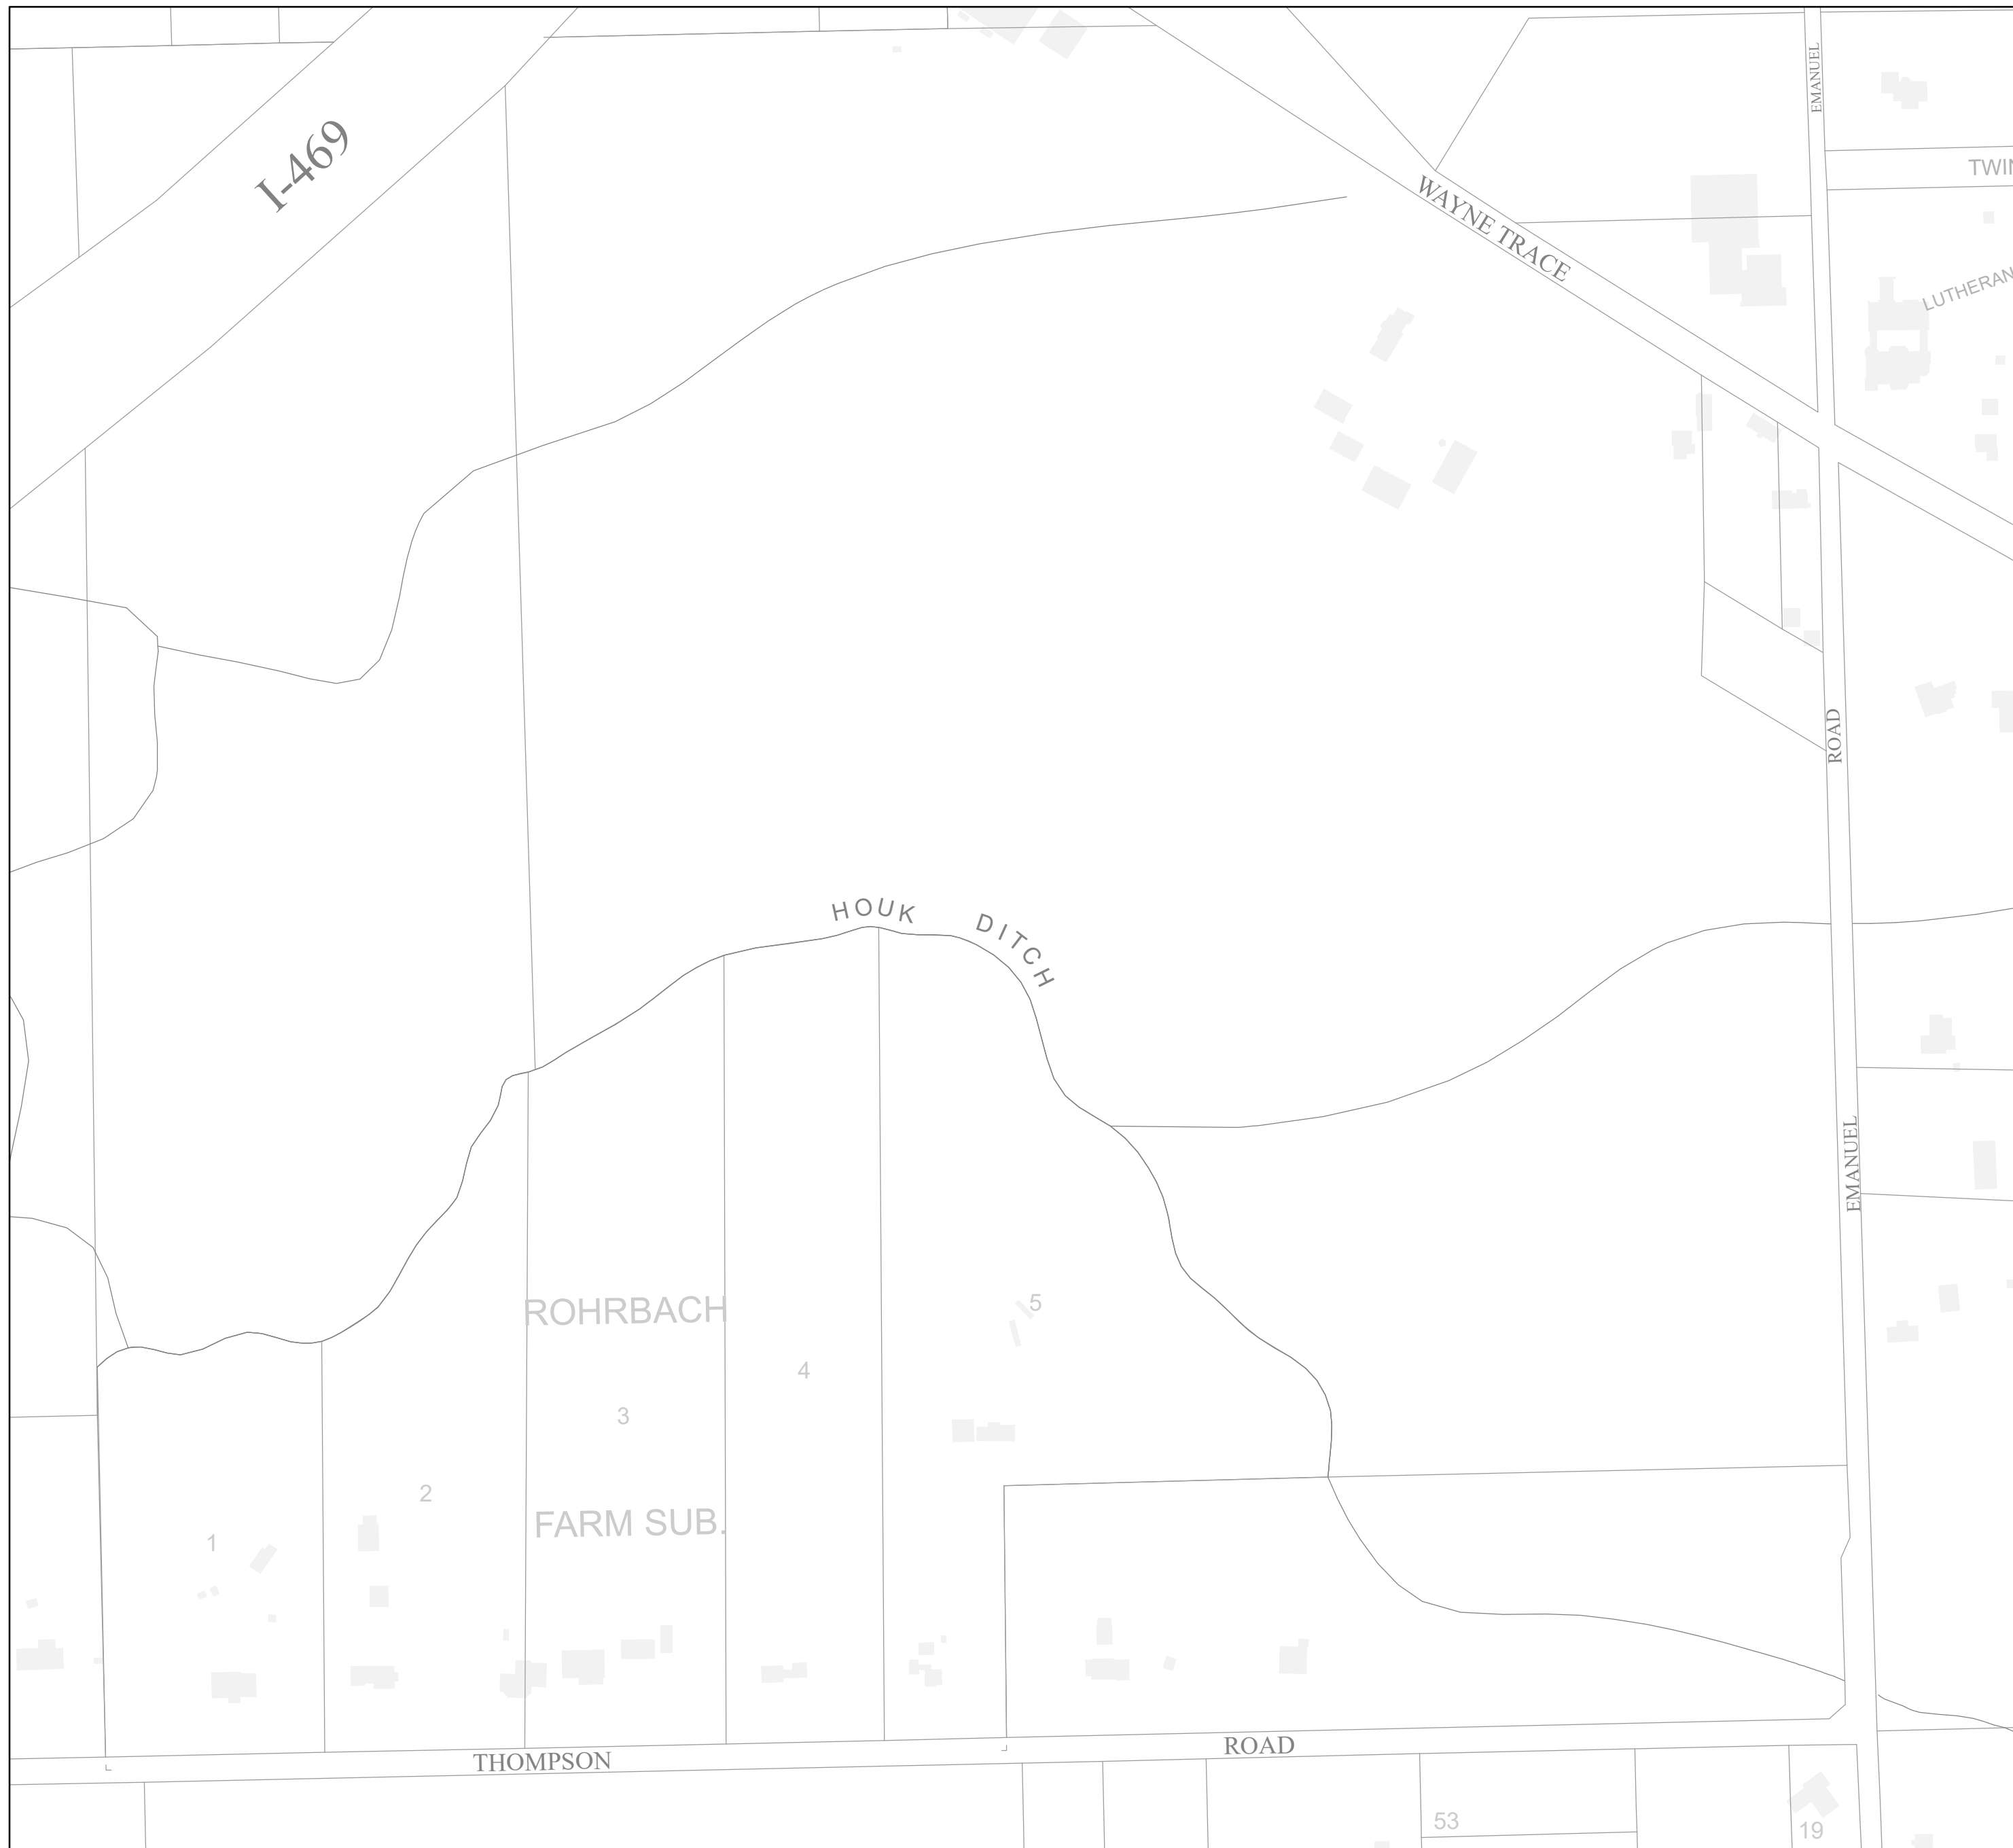 EMANUEL
I-469
TWIN
WAYNE TRACE
LUTHERAN
ROAD
HOUK DITCH
EMANUEL
ROHRBACH
5
4
3
2
FARM SUB.
1
THOMPSON ROAD
53
19